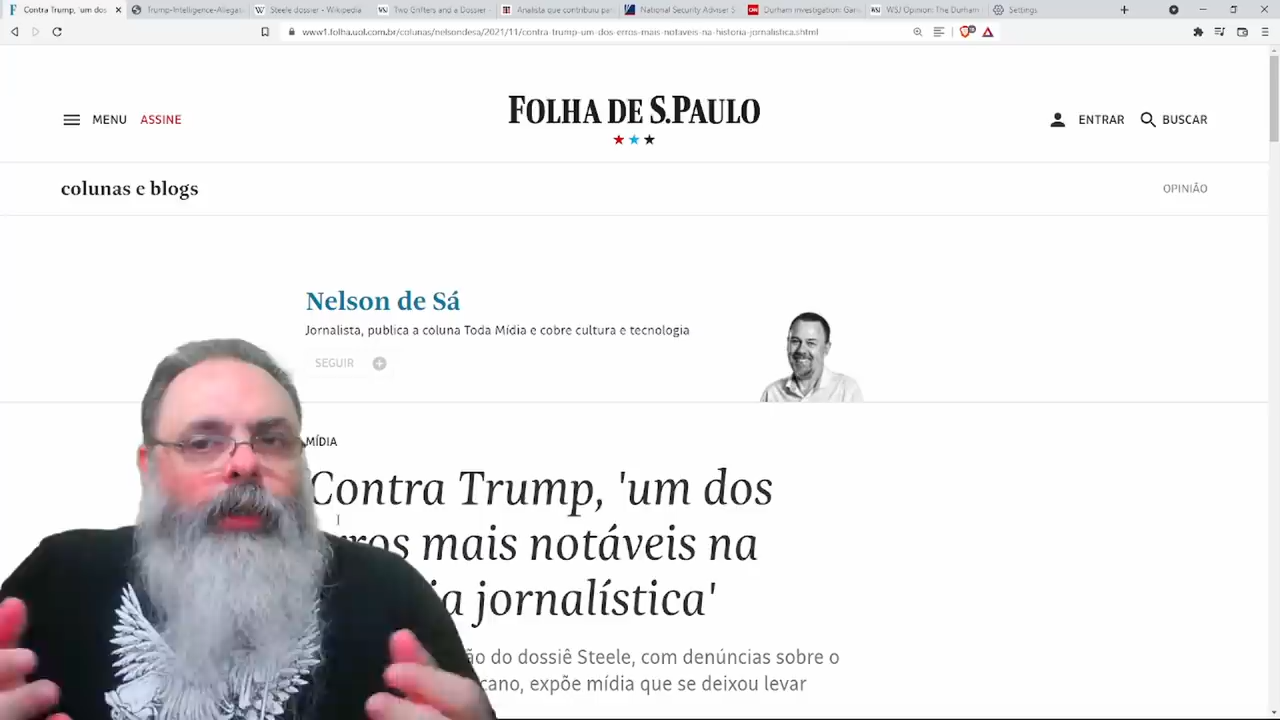 Contra Trump, 'um dos
Trump-Intelligence-Allegat
Steele dossier - Wikipedia
Two Grifters and a Dossier -
Analista que contribuiu par
National Security Adviser S
Durham investigation: Gar
WSJ Opinion: The Durham
Settings
www1.folha.uol.com.br/colunas/nelsondesa/2021/11/contra-trump-um-dos-erros-mais-notaveis-na-historia-jornalistica.shtml
MENU ASSINE
FOLHA DE S.PAULO
ENTRAR BUSCAR
colunas e blogs
OPINIÃO
Nelson de Sá
Jornalista, publica a coluna Toda Mídia e cobre cultura e tecnologia
SEGUIR
MÍDIA
Contra Trump, 'um dos
mais notáveis na
jornalística'
do dossiê Steele, com denúncias sobre o
expõe mídia que se deixou levar